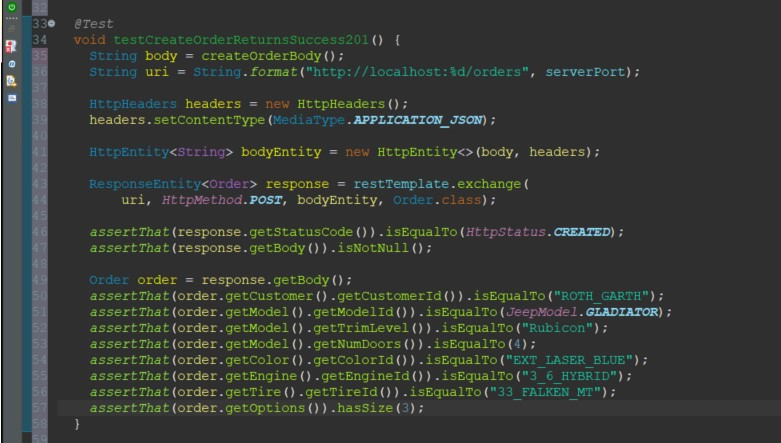 32
33 @Test
34 void testCreateOrderReturnsSuccess201() {
35 String body = createOrderBody();
36 String uri = String.format("http://localhost:%d/orders", serverPort);
37
38 HttpHeaders headers = new HttpHeaders();
39 headers.setContentType(MediaType.APPLICATION_JSON);
40
41 HttpEntity<String> bodyEntity = new HttpEntity<>(body, headers);
42
43 ResponseEntity<Order> response = restTemplate.exchange(
44 uri, HttpMethod.POST, bodyEntity, Order.class);
45
46 assertThat(response.getStatusCode()).isEqualTo(HttpStatus.CREATED);
47 assertThat(response.getBody()).isNotNull();
48
49 Order order = response.getBody();
50 assertThat(order.getCustomer().getCustomerId()).isEqualTo("ROTH_GARTH");
51 assertThat(order.getModel().getModelId()).isEqualTo(JeepModel.GLADIATOR);
52 assertThat(order.getModel().getTrimLevel()).isEqualTo("Rubicon");
53 assertThat(order.getModel().getNumDoors()).isEqualTo(4);
54 assertThat(order.getColor().getColorId()).isEqualTo("EXT_LASER_BLUE");
55 assertThat(order.getEngine().getEngineId()).isEqualTo("3_6_HYBRID");
56 assertThat(order.getTire().getTireId()).isEqualTo("33_FALKEN_MT");
57 assertThat(order.getOptions()).hasSize(3);
58 }
59